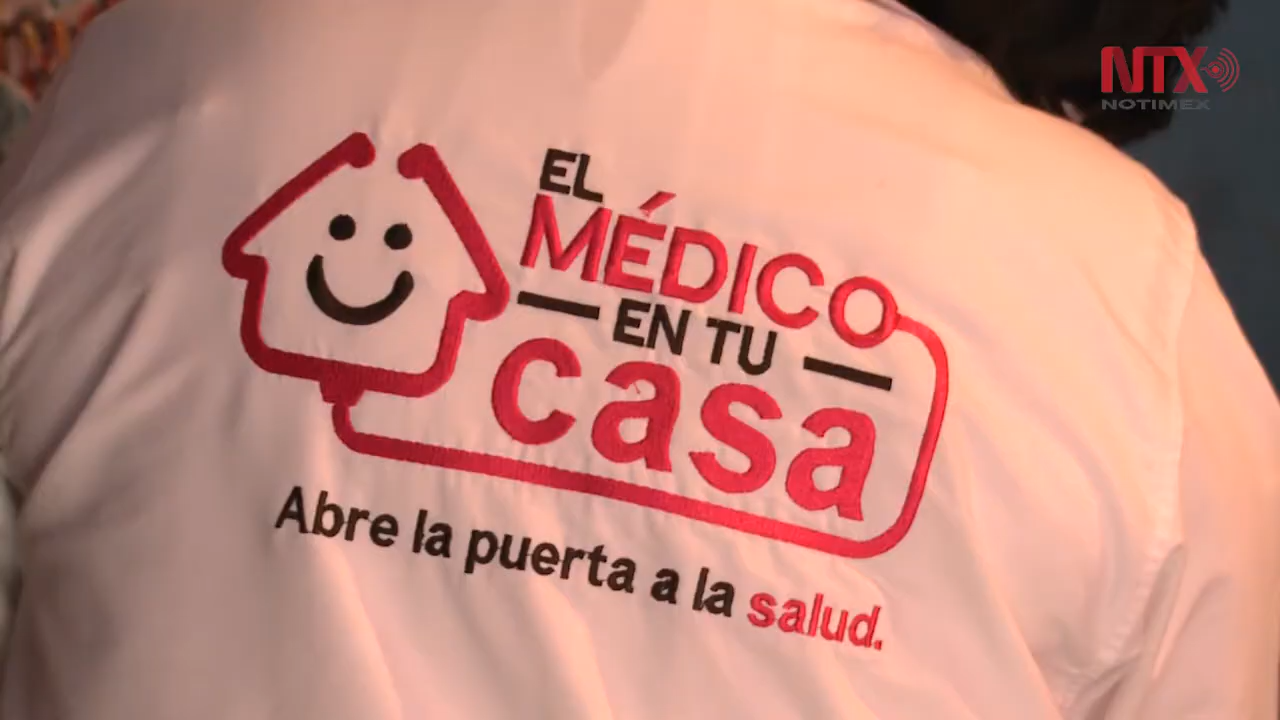 NTX
NOTIMEX
EL
MÉDICO
EN TU
casa
Abre la puerta a la salud.